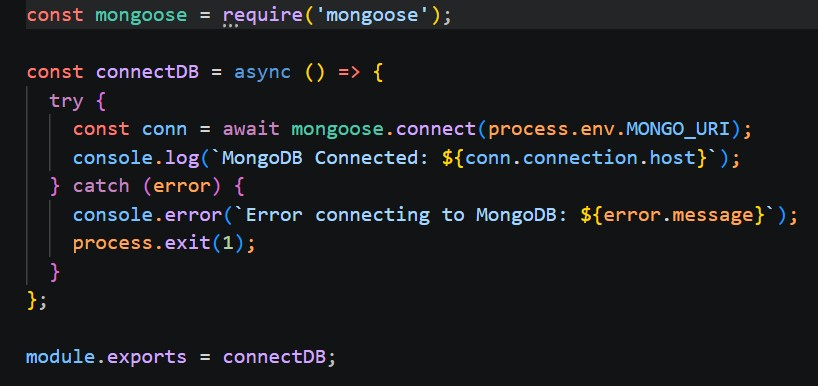 const mongoose = require('mongoose');
const connectDB = async () => {
try {
const conn = await mongoose.connect(process.env.MONGO_URI);
console.log(`MongoDB Connected: ${conn.connection.host}`);
} catch (error) {
console.error(`Error connecting to MongoDB: ${error.message}`);
process.exit(1);
}
};
module.exports = connectDB;